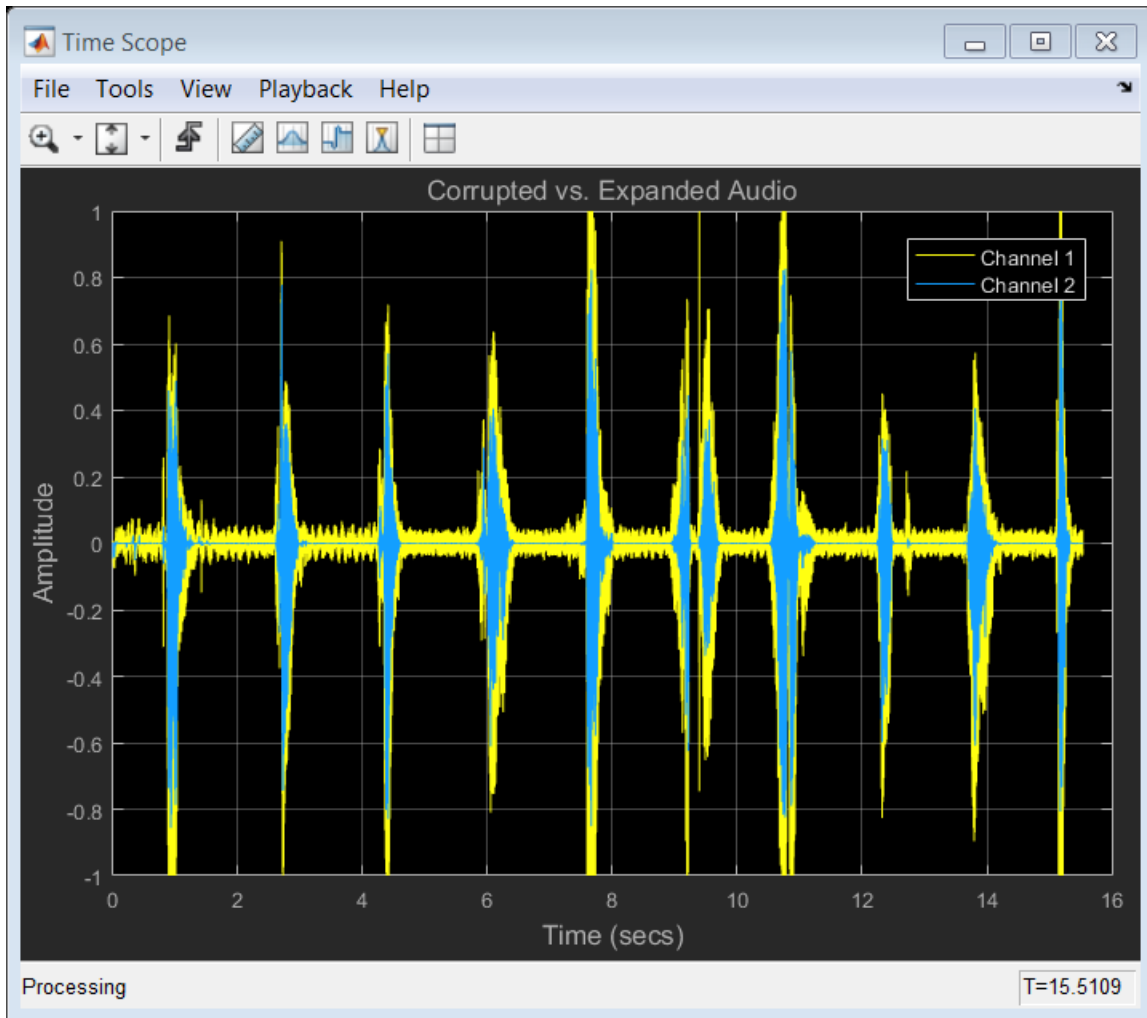 Time Scope
File Tools View Playback Help
Corrupted vs. Expanded Audio
Channel 1
Channel 2
1
0.8
0.6
0.4
0.2
0
-0.2
-0.4
-0.6
-0.8
-1
Amplitude
0 2 4 6 8 10 12 14 16
Time (secs)
Processing T=15.5109